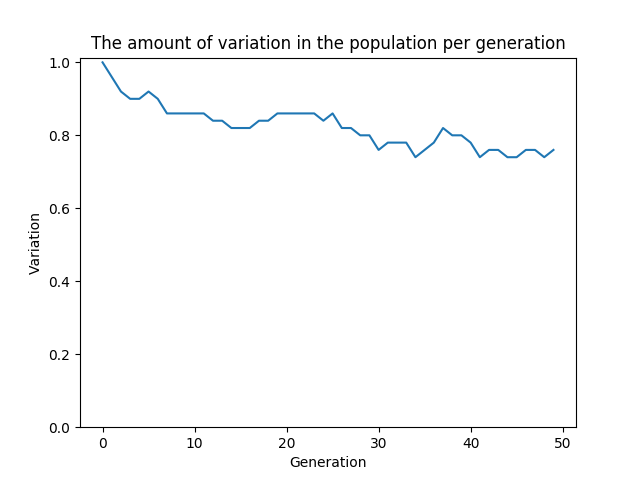 The amount of variation in the population per generation
1.0
0.8
0.6
0.4
0.2
0.0
Variation
0 10 20 30 40 50
Generation